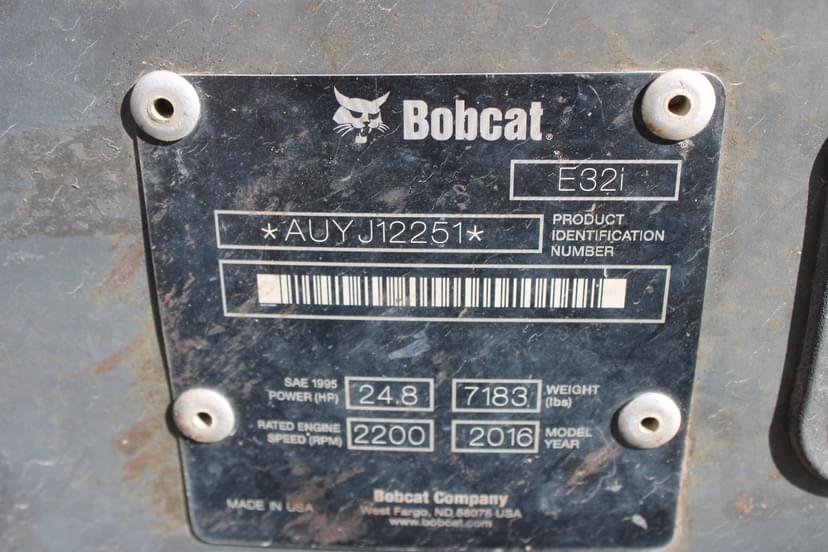 Bobcat®
E32i
*AUYJ12251*
PRODUCT
IDENTIFICATION
NUMBER
SAE 1995
POWER (HP)
24.8
7183
WEIGHT
(lbs)
RATED ENGINE
SPEED (RPM)
2200
2016
MODEL
YEAR
MADE IN USA
Bobcat Company
West Fargo, ND 58078 USA
www.bobcat.com